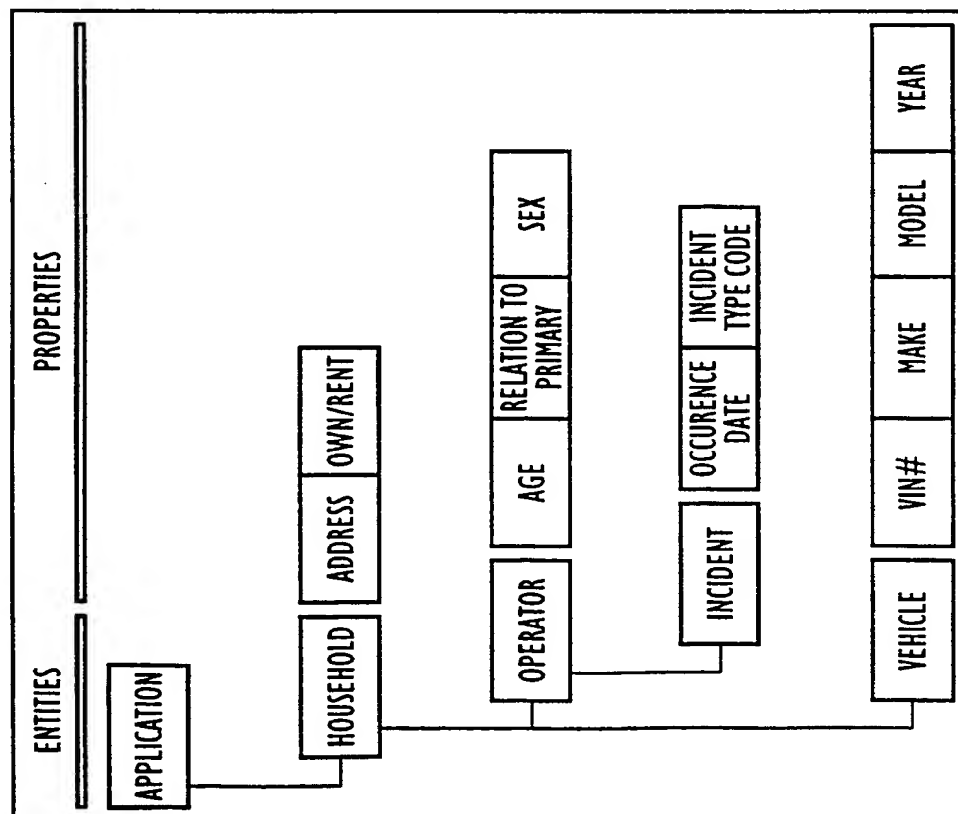 ENTITIES
PROPERTIES
APPLICATION
HOUSEHOLD
ADDRESS
OWN/RENT
OPERATOR
AGE
RELATION TO
PRIMARY
SEX
INCIDENT
OCCURENCE
DATE
INCIDENT
TYPE CODE
VEHICLE
VIN#
MAKE
MODEL
YEAR